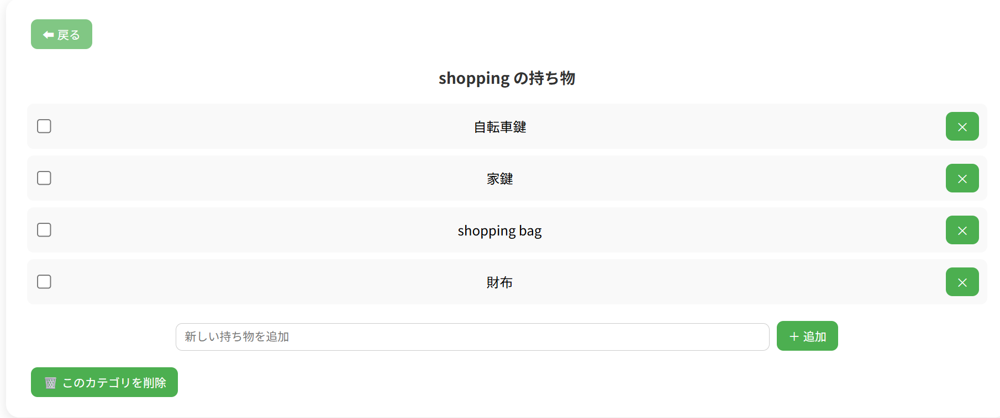 ⬅ 戻る
shopping の持ち物
自転車鍵
×
家鍵
×
shopping bag
×
財布
×
新しい持ち物を追加
＋ 追加
🗑️ このカテゴリを削除